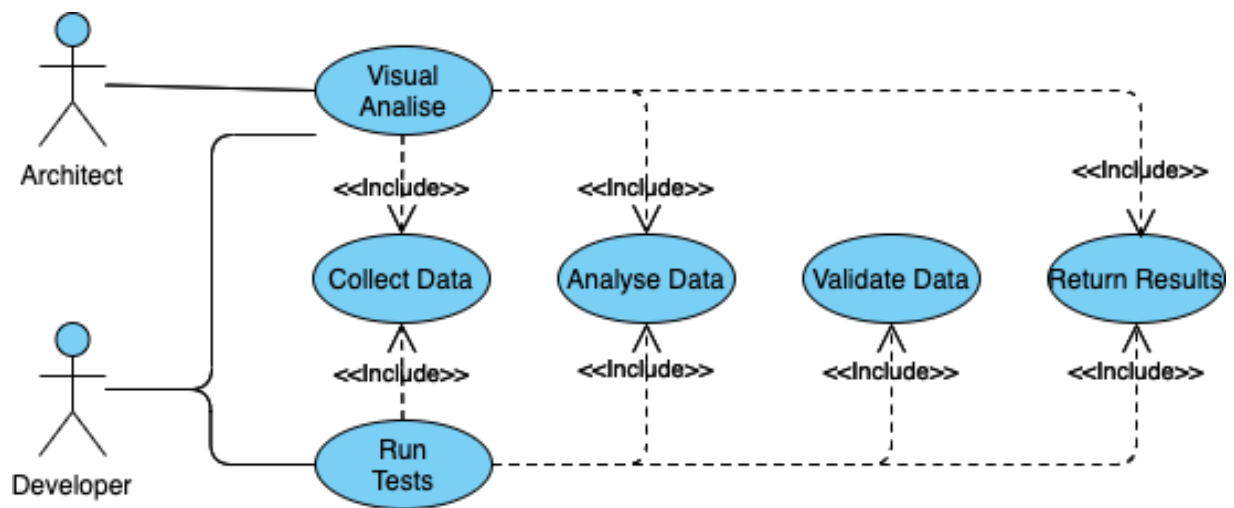 Visual
Analise
Architect
<<Include>>
<<Include>>
<<Include>>
Collect Data
Analyse Data
Validate Data
Return Results
<<Include>>
<<Include>>
<<Include>>
<<Include>>
Run
Tests
Developer